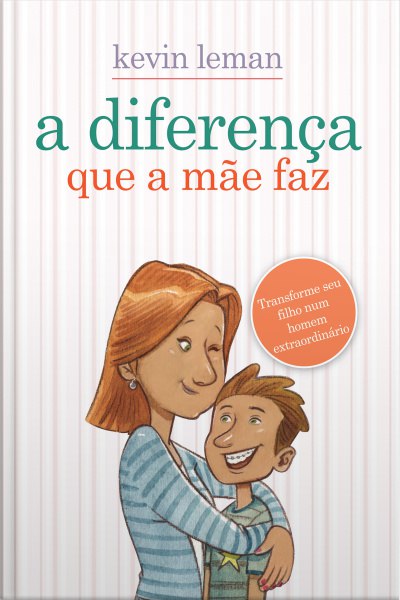 kevin leman
a diferença
que a mãe faz
Transforme seu
filho num
homem
extraordinário